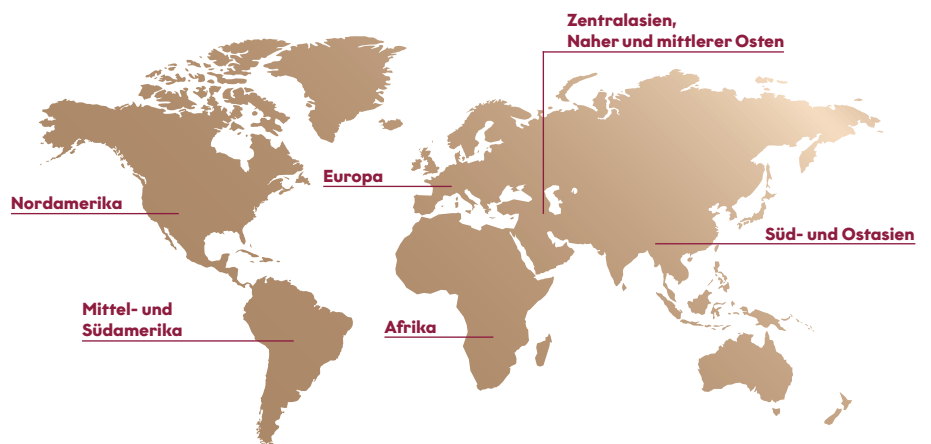 Zentralasien,
Naher und mittlerer Osten
Europa
Nordamerika
Süd- und Ostasien
Mittel- und
Südamerika
Afrika